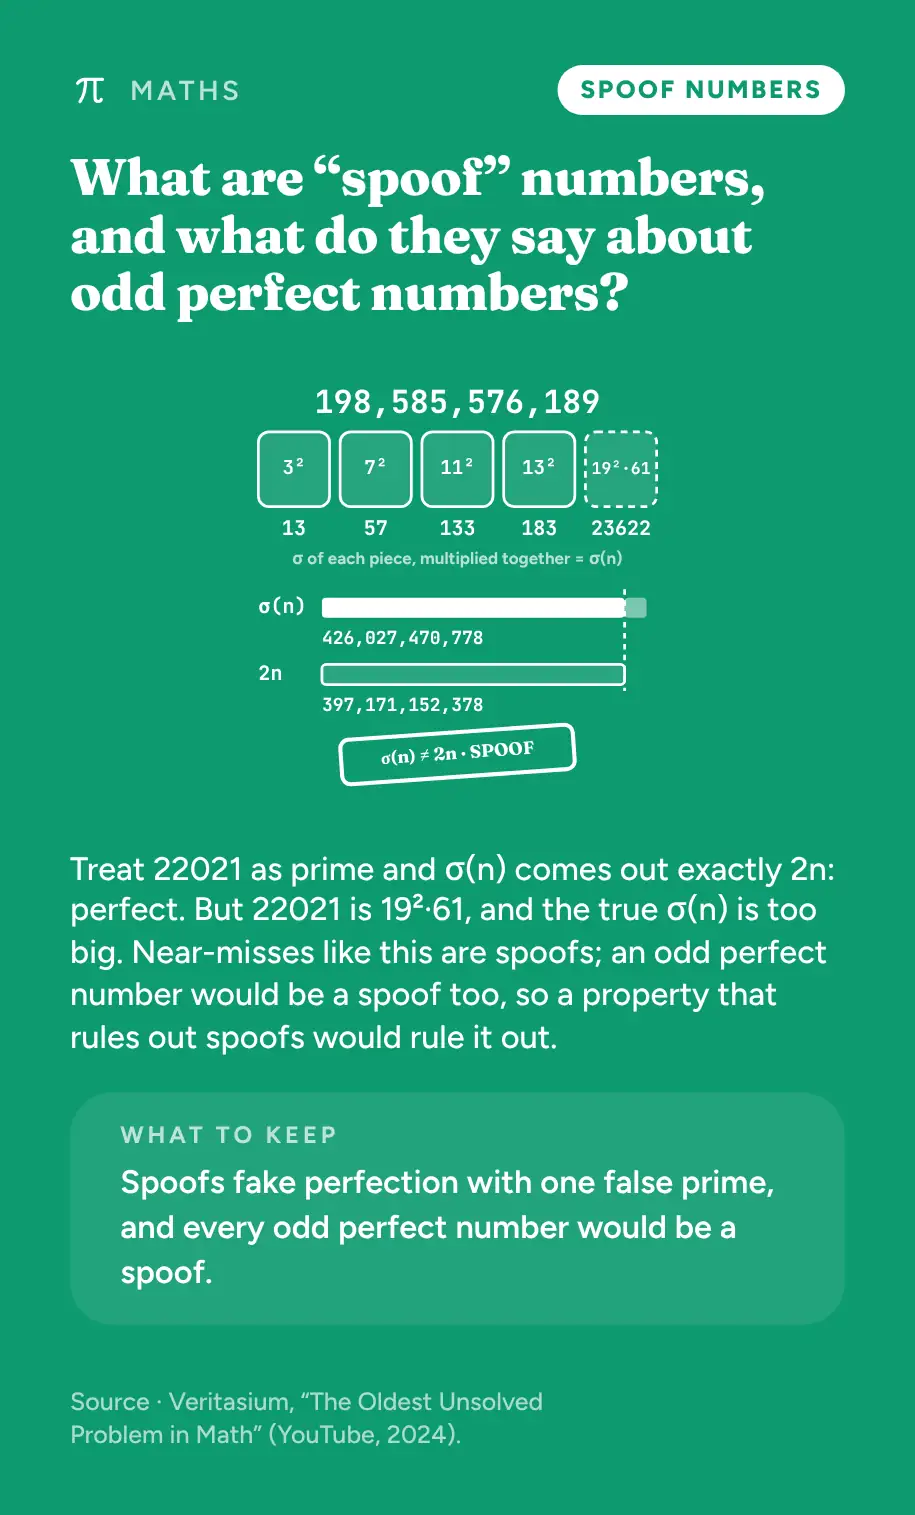 π MATHS
SPOOF NUMBERS
What are “spoof” numbers,
and what do they say about
odd perfect numbers?
198,585,576,189
3² 7² 11² 13² 19²·61
13 57 133 183 23622
σ of each piece, multiplied together = σ(n)
σ(n)
426,027,470,778
2n
397,171,152,378
σ(n) ≠ 2n · SPOOF
Treat 22021 as prime and σ(n) comes out exactly 2n:
perfect. But 22021 is 19²·61, and the true σ(n) is too
big. Near-misses like this are spoofs; an odd perfect
number would be a spoof too, so a property that
rules out spoofs would rule it out.
WHAT TO KEEP
Spoofs fake perfection with one false prime,
and every odd perfect number would be a
spoof.
Source · Veritasium, “The Oldest Unsolved
Problem in Math” (YouTube, 2024).